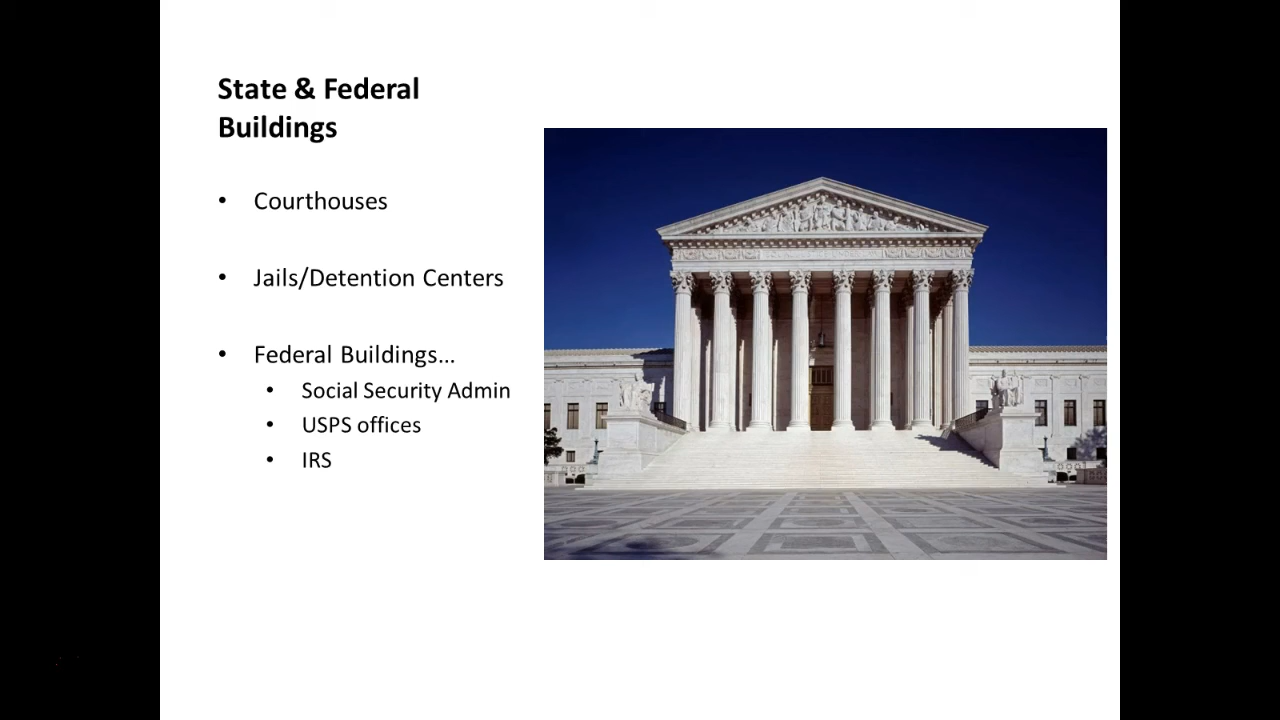 State & Federal
Buildings
• Courthouses
• Jails/Detention Centers
• Federal Buildings…
• Social Security Admin
• USPS offices
• IRS